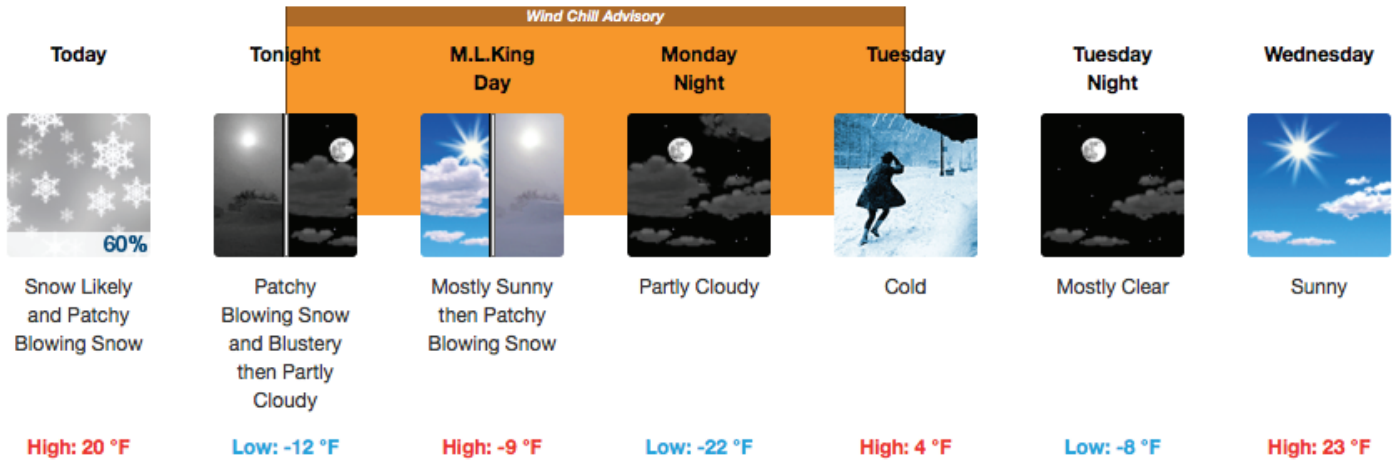 Wind Chill Advisory
Today
Tonight
M.L.King
Day
Monday
Night
Tuesday
Tuesday
Night
Wednesday
60%
Snow Likely
and Patchy
Blowing Snow
Patchy
Blowing Snow
and Blustery
then Partly
Cloudy
Mostly Sunny
then Patchy
Blowing Snow
Partly Cloudy
Cold
Mostly Clear
Sunny
High: 20 °F
Low: -12 °F
High: -9 °F
Low: -22 °F
High: 4 °F
Low: -8 °F
High: 23 °F